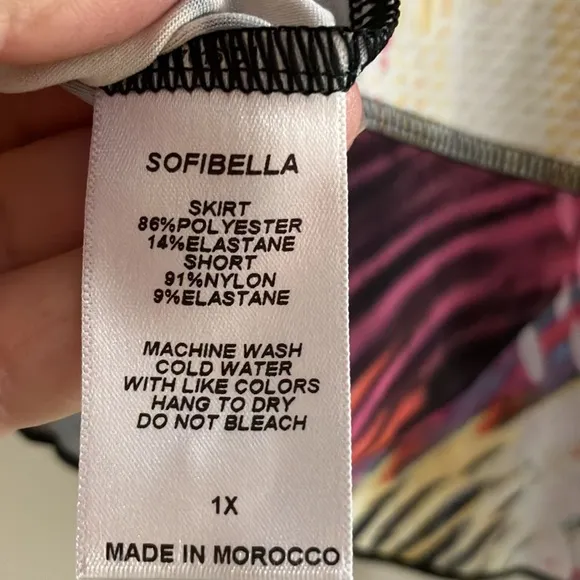 SOFIBELLA
SKIRT
86%POLYESTER
14%ELASTANE
SHORT
91%NYLON
9%ELASTANE
MACHINE WASH
COLD WATER
WITH LIKE COLORS
HANG TO DRY
DO NOT BLEACH
1X
MADE IN MOROCCO